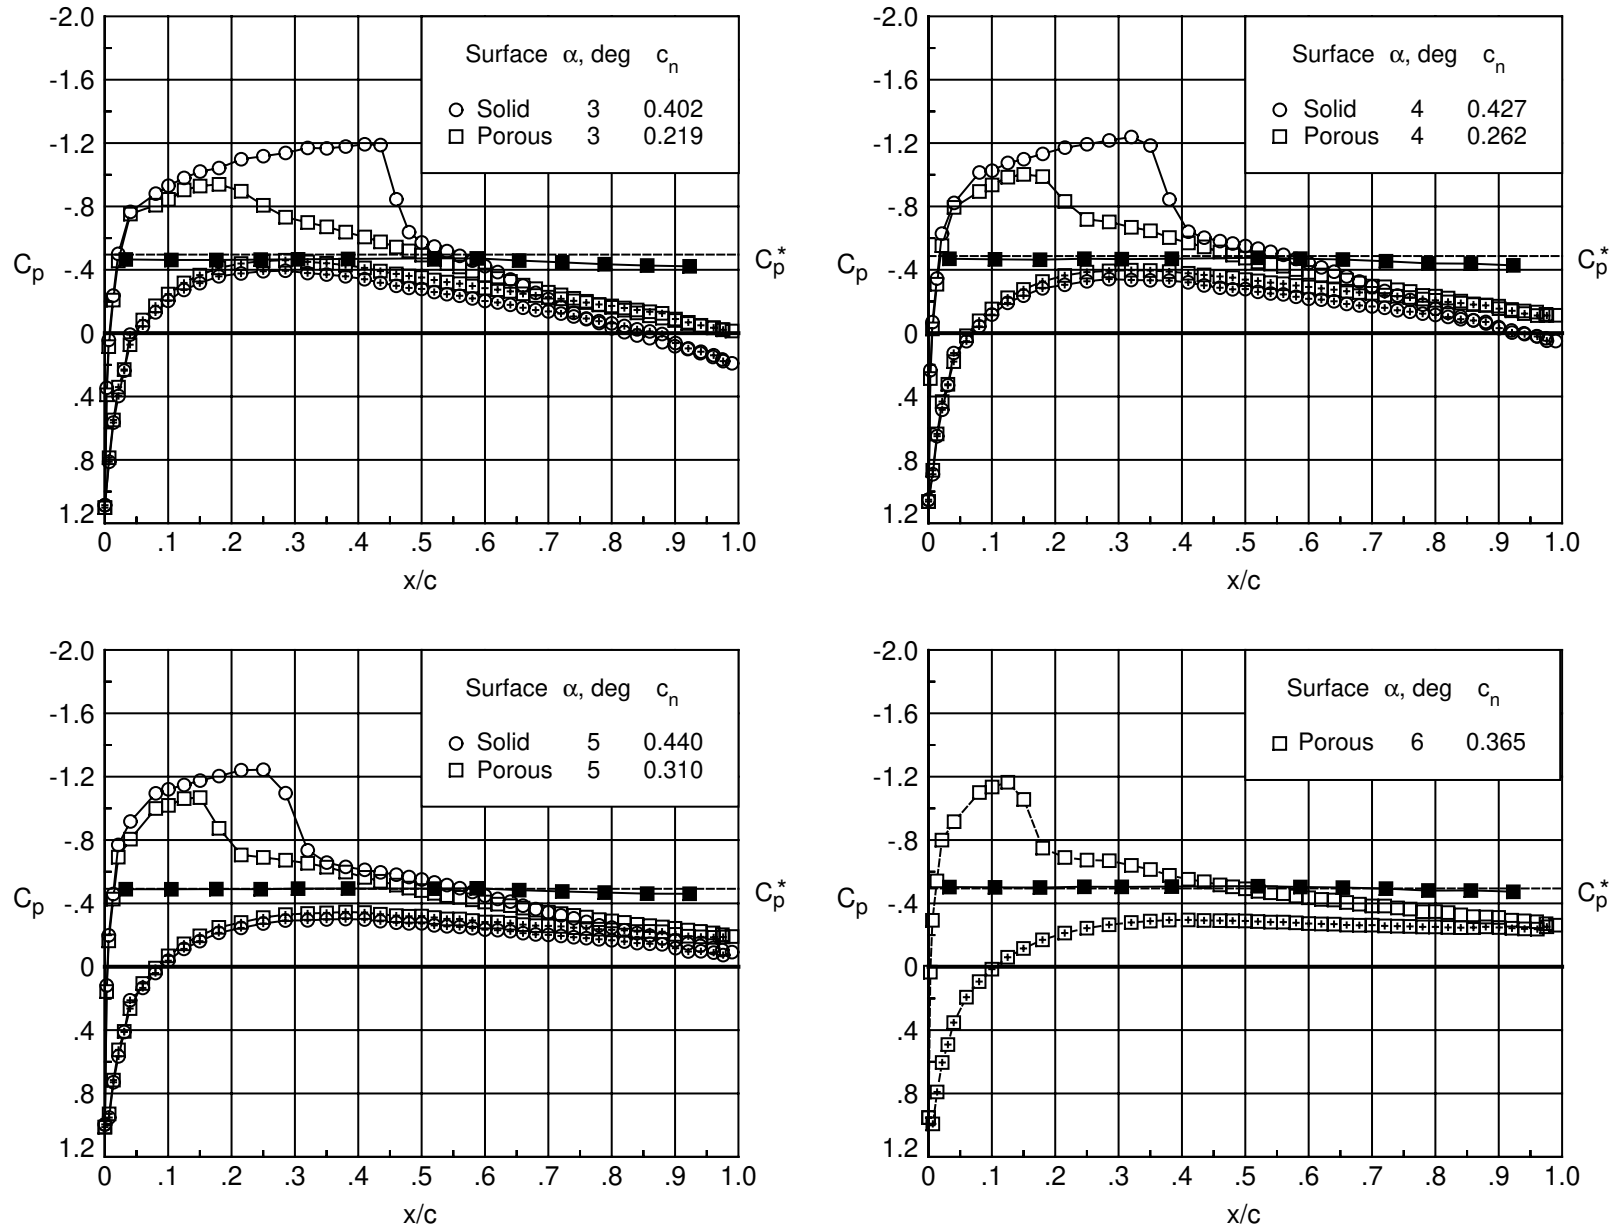 -2.0
-1.6
-1.2
-.8
-.4
0
.4
.8
1.2
Cp
Surface α, deg cn
Solid 3 0.402
Porous 3 0.219
Cp*
0 .1 .2 .3 .4 .5 .6 .7 .8 .9 1.0
x/c
-2.0
-1.6
-1.2
-.8
-.4
0
.4
.8
1.2
Cp
Surface α, deg cn
Solid 4 0.427
Porous 4 0.262
Cp*
0 .1 .2 .3 .4 .5 .6 .7 .8 .9 1.0
x/c
-2.0
-1.6
-1.2
-.8
-.4
0
.4
.8
1.2
Cp
Surface α, deg cn
Solid 5 0.440
Porous 5 0.310
Cp*
0 .1 .2 .3 .4 .5 .6 .7 .8 .9 1.0
x/c
-2.0
-1.6
-1.2
-.8
-.4
0
.4
.8
1.2
Cp
Surface α, deg cn
Porous 6 0.365
Cp*
0 .1 .2 .3 .4 .5 .6 .7 .8 .9 1.0
x/c